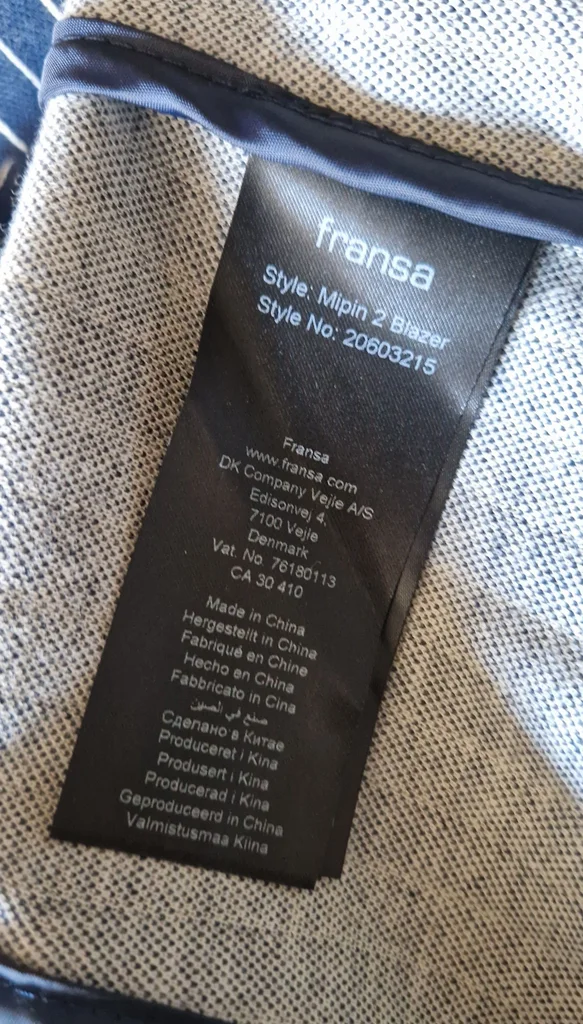 fransa
Style: Mipin 2 Blazer
Style No: 20603215
Fransa
www.fransa.com
DK Company Vejle A/S
Edisonvej 4,
7100 Vejle
Denmark
Vat. No. 76180113
CA 30 410
Made in China
Hergestellt in China
Fabriqué en Chine
Hecho en China
Fabbricato in Cina
صنع في الصين
Сделано в Китае
Produceret i Kina
Produsert i Kina
Producerad i Kina
Geproduceerd in China
Valmistusmaa Kiina